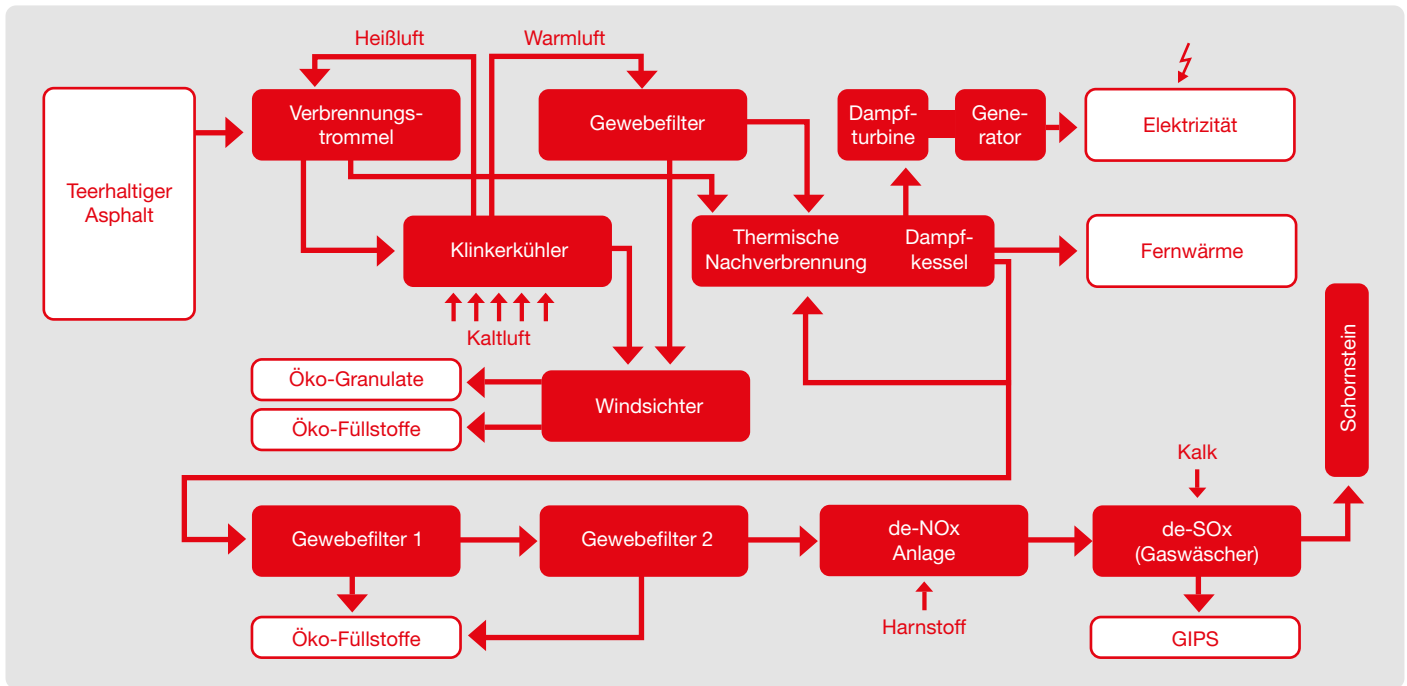 Heißluft
Warmluft
Teerhaltiger
Asphalt
Verbrennungs-
trommel
Gewebefilter
Dampf-
turbine
Gene-
rator
Elektrizität
Klinkerkühler
Thermische
Nachverbrennung
Dampf-
kessel
Fernwärme
Kaltluft
Öko-Granulate
Öko-Füllstoffe
Windsichter
Schornstein
Kalk
Gewebefilter 1
Gewebefilter 2
de-NOx
Anlage
de-SOx
(Gaswäscher)
Harnstoff
Öko-Füllstoffe
GIPS